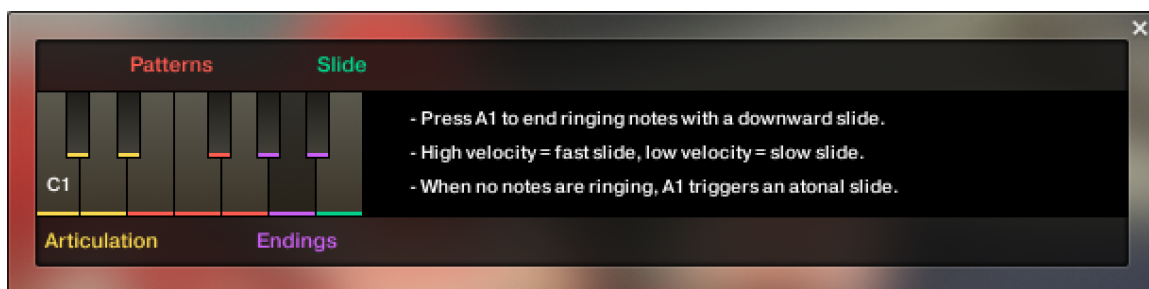 Patterns Slide
- Press A1 to end ringing notes with a downward slide.
- High velocity = fast slide, low velocity = slow slide.
- When no notes are ringing, A1 triggers an atonal slide.
C1
Articulation Endings